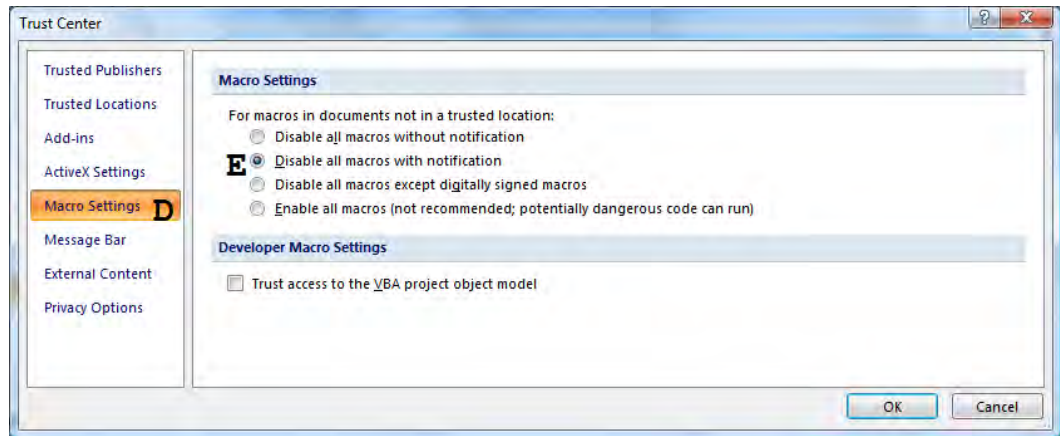 Trust Center
Trusted Publishers
Trusted Locations
Add-ins
ActiveX Settings
Macro Settings D
Message Bar
External Content
Privacy Options
Macro Settings
For macros in documents not in a trusted location:
Disable all macros without notification
E Disable all macros with notification
Disable all macros except digitally signed macros
Enable all macros (not recommended; potentially dangerous code can run)
Developer Macro Settings
Trust access to the VBA project object model
OK
Cancel